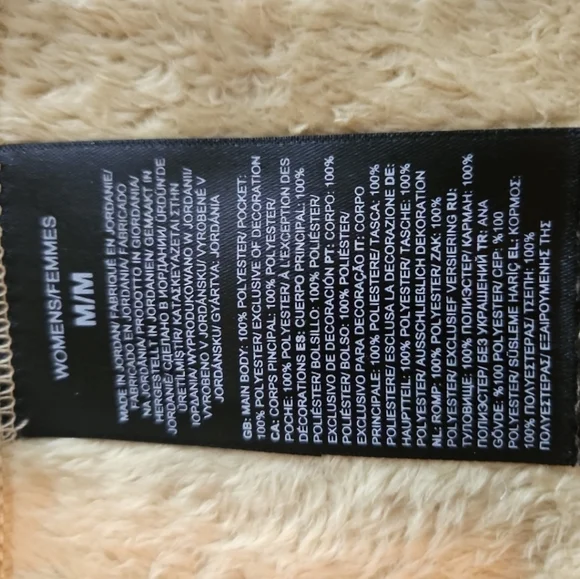 WOMENS/FEMMES
M/M
MADE IN JORDAN/ FABRIQUÉ EN JORDANIE/
FABRICADO EN JORDANIA/ FABRICADO
NA JORDÂNIA/ PRODOTTO IN GIORDANIA/
HERGESTELLT IN JORDANIEN/ GEMAAKT IN
JORDANIË/ СДЕЛАНО В ИОРДАНИИ/ ÜRDÜN'DE
ÜRETİLMİŞTİR/ ΚΑΤΑΣΚΕΥΑΖΕΤΑΙ ΣΤΗΝ
ΙΟΡΔΑΝΙΑ/ WYPRODUKOWANO W JORDANII/
VYROBENO V JORDÁNSKU/ VYROBENÉ V
JORDÁNSKU/ GYÁRTVA: JORDÁNIA
GB: MAIN BODY: 100% POLYESTER/ POCKET:
100% POLYESTER/ EXCLUSIVE OF DECORATION
CA: CORPS PINCIPAL: 100% POLYESTER/
POCHE: 100% POLYESTER/ À L'EXCEPTION DES
DÉCORATIONS ES: CUERPO PRINCIPAL: 100%
POLIÉSTER/ BOLSILLO: 100% POLIÉSTER/
EXCLUSIVO DE DECORACIÓN PT: CORPO: 100%
POLIÉSTER/ BOLSO: 100% POLIÉSTER/
EXCLUSIVO PARA DECORAÇÃO IT: CORPO
PRINCIPALE: 100% POLIESTERE/ TASCA: 100%
POLIESTERE/ ESCLUSA LA DECORAZIONE DE:
HAUPTTEIL: 100% POLYESTER/ TASCHE: 100%
POLYESTER/ AUSSCHLIEGLICH DEKORATION
NL: ROMP: 100% POLYESTER/ ZAK: 100%
POLYESTER/ EXCLUSIEF VERSIERING RU:
ТУЛОВИЩЕ: 100% ПОЛИЭСТЕР/ КАРМАН: 100%
ПОЛИЭСТЕР/ БЕЗ УКРАШЕНИЙ TR: ANA
GÖVDE: %100 POLYESTER/ CEP: %100
POLYESTER/ SÜSLEME HARİÇ EL: ΚΟΡΜΟΣ:
100% ΠΟΛΥΕΣΤΕΡΑΣ/ ΤΣΕΠΗ: 100%
ΠΟΛΥΕΣΤΕΡΑΣ/ ΕΞΑΙΡΟΥΜΕΝΗΣ ΤΗΣ